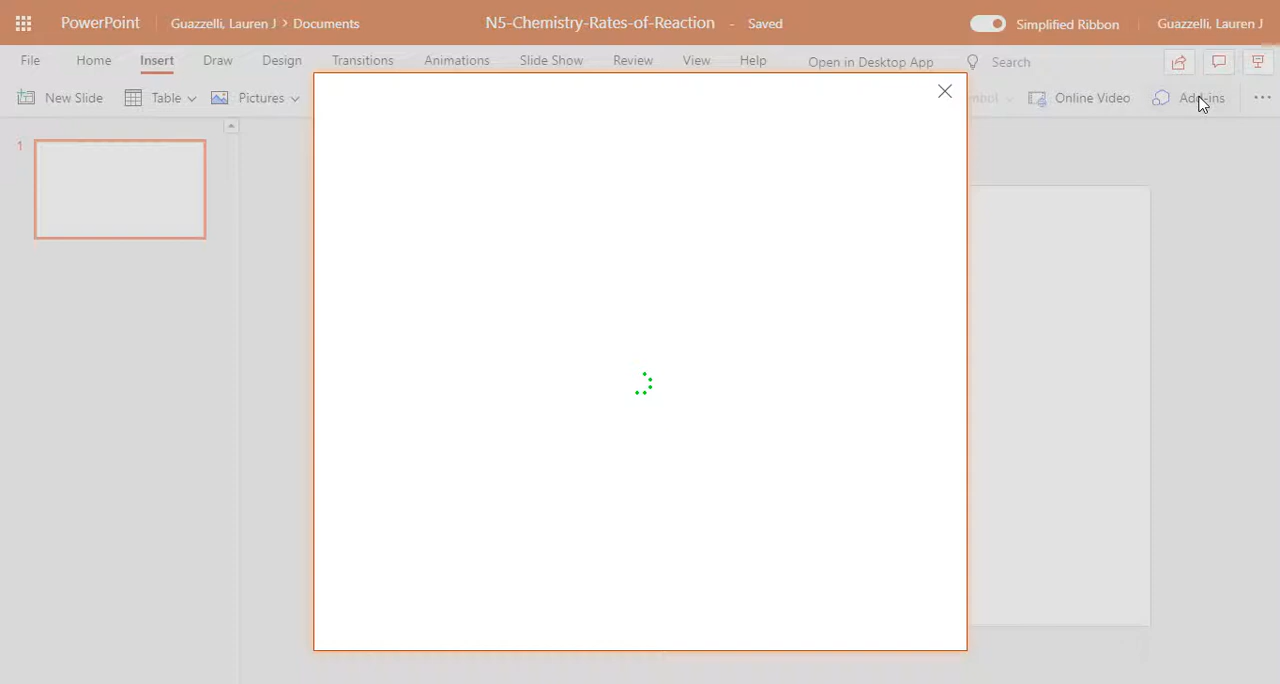 PowerPoint Guazzelli, Lauren J > Documents N5-Chemistry-Rates-of-Reaction - Saved Simplified Ribbon Guazzelli, Lauren J
File Home Insert Draw Design Transitions Animations Slide Show Review View Help Open in Desktop App Search
New Slide Table Pictures Online Video Add-ins
1